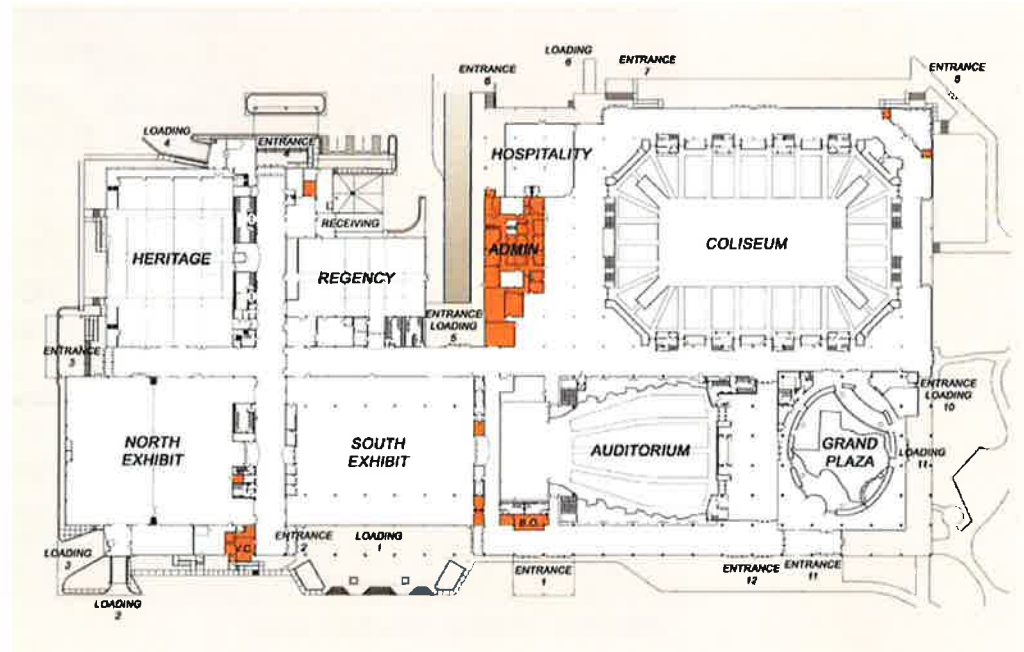 LOADING
6
ENTRANCE
7
ENTRANCE
8
ENTRANCE
6
LOADING
4
ENTRANCE
4
HOSPITALITY
RECEIVING
HERITAGE
REGENCY
ADMIN
COLISEUM
ENTRANCE
LOADING
5
ENTRANCE
3
ENTRANCE
LOADING
10
NORTH
EXHIBIT
SOUTH
EXHIBIT
AUDITORIUM
GRAND
PLAZA
LOADING
11
B.O.
V.C.
ENTRANCE
2
LOADING
1
LOADING
3
ENTRANCE
1
ENTRANCE
12
ENTRANCE
11
LOADING
2